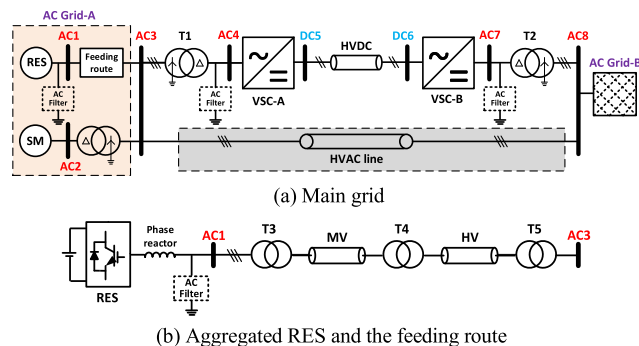 AC Grid-A
AC1
AC3
T1
AC4
DC5
HVDC
DC6
AC7
T2
AC8
RES
Feeding
route
AC
Filter
VSC-A
AC
Filter
VSC-B
AC
Filter
AC Grid-B
SM
AC2
HVAC line
(a) Main grid
Phase
reactor
AC1
T3
MV
T4
HV
T5
AC3
RES
AC
Filter
(b) Aggregated RES and the feeding route